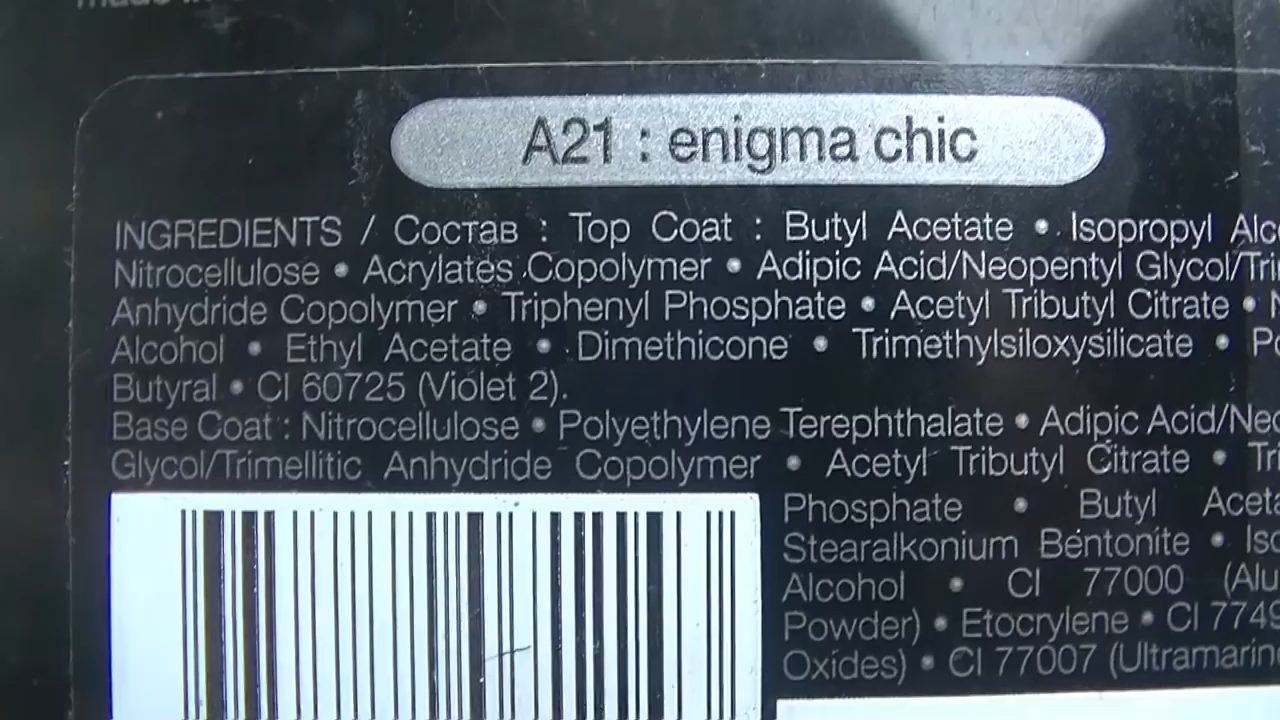 made in
A21 : enigma chic
INGREDIENTS / Состав : Top Coat : Butyl Acetate • Isopropyl
Nitrocellulose • Acrylates Copolymer • Adipic Acid/Neopentyl Glycol/
Anhydride Copolymer • Triphenyl Phosphate • Acetyl Tributyl Citrate •
Alcohol • Ethyl Acetate • Dimethicone • Trimethylsiloxysilicate •
Butyral • CI 60725 (Violet 2).
Base Coat : Nitrocellulose • Polyethylene Terephthalate • Adipic Acid/
Glycol/Trimellitic Anhydride Copolymer • Acetyl Tributyl Citrate •
Phosphate • Butyl
Stearalkonium Bentonite •
Alcohol • CI 77000
Powder) • Etocrylene • CI
Oxides) • CI 77007